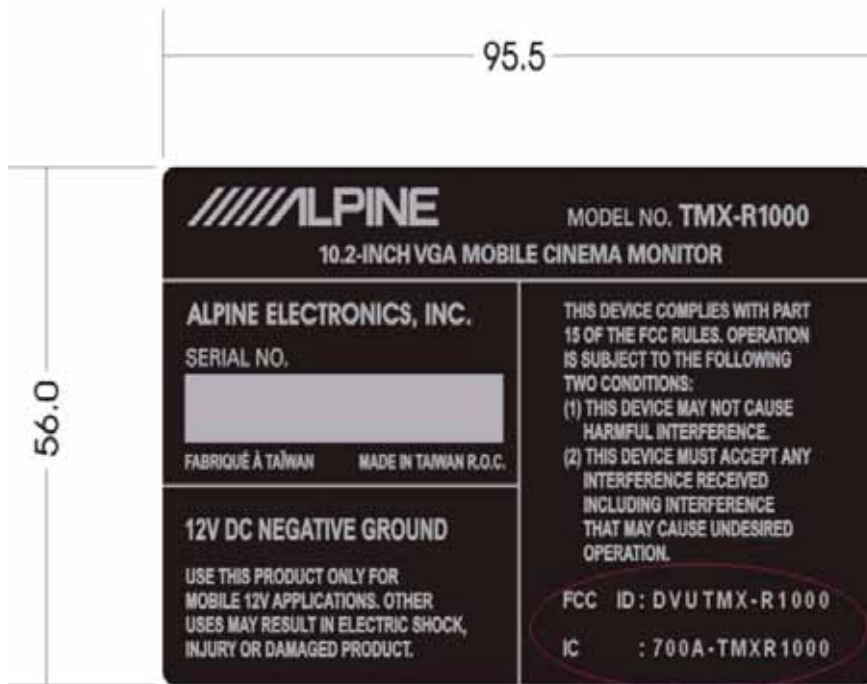 95.5
56.0
ALPINE
MODEL NO. TMX-R1000
10.2-INCH VGA MOBILE CINEMA MONITOR
ALPINE ELECTRONICS, INC.
SERIAL NO.
FABRIQUÉ À TAÏWAN MADE IN TAIWAN R.O.C.
12V DC NEGATIVE GROUND
USE THIS PRODUCT ONLY FOR
MOBILE 12V APPLICATIONS. OTHER
USES MAY RESULT IN ELECTRIC SHOCK,
INJURY OR DAMAGED PRODUCT.
THIS DEVICE COMPLIES WITH PART
15 OF THE FCC RULES. OPERATION
IS SUBJECT TO THE FOLLOWING
TWO CONDITIONS:
(1) THIS DEVICE MAY NOT CAUSE
HARMFUL INTERFERENCE.
(2) THIS DEVICE MUST ACCEPT ANY
INTERFERENCE RECEIVED
INCLUDING INTERFERENCE
THAT MAY CAUSE UNDESIRED
OPERATION.
FCC ID: DVUTMX-R1000
IC : 700A-TMXR1000